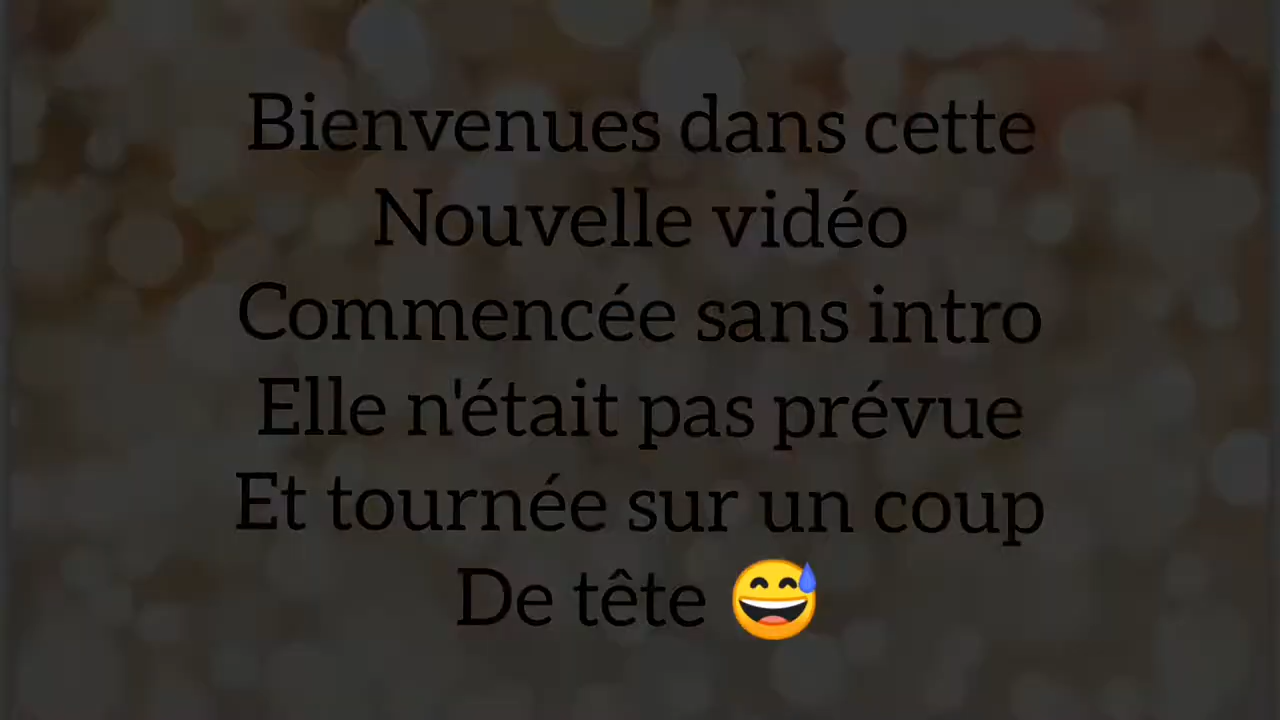 Bienvenues dans cette
Nouvelle vidéo
Commencée sans intro
Elle n'était pas prévue
Et tournée sur un coup
De tête 😅